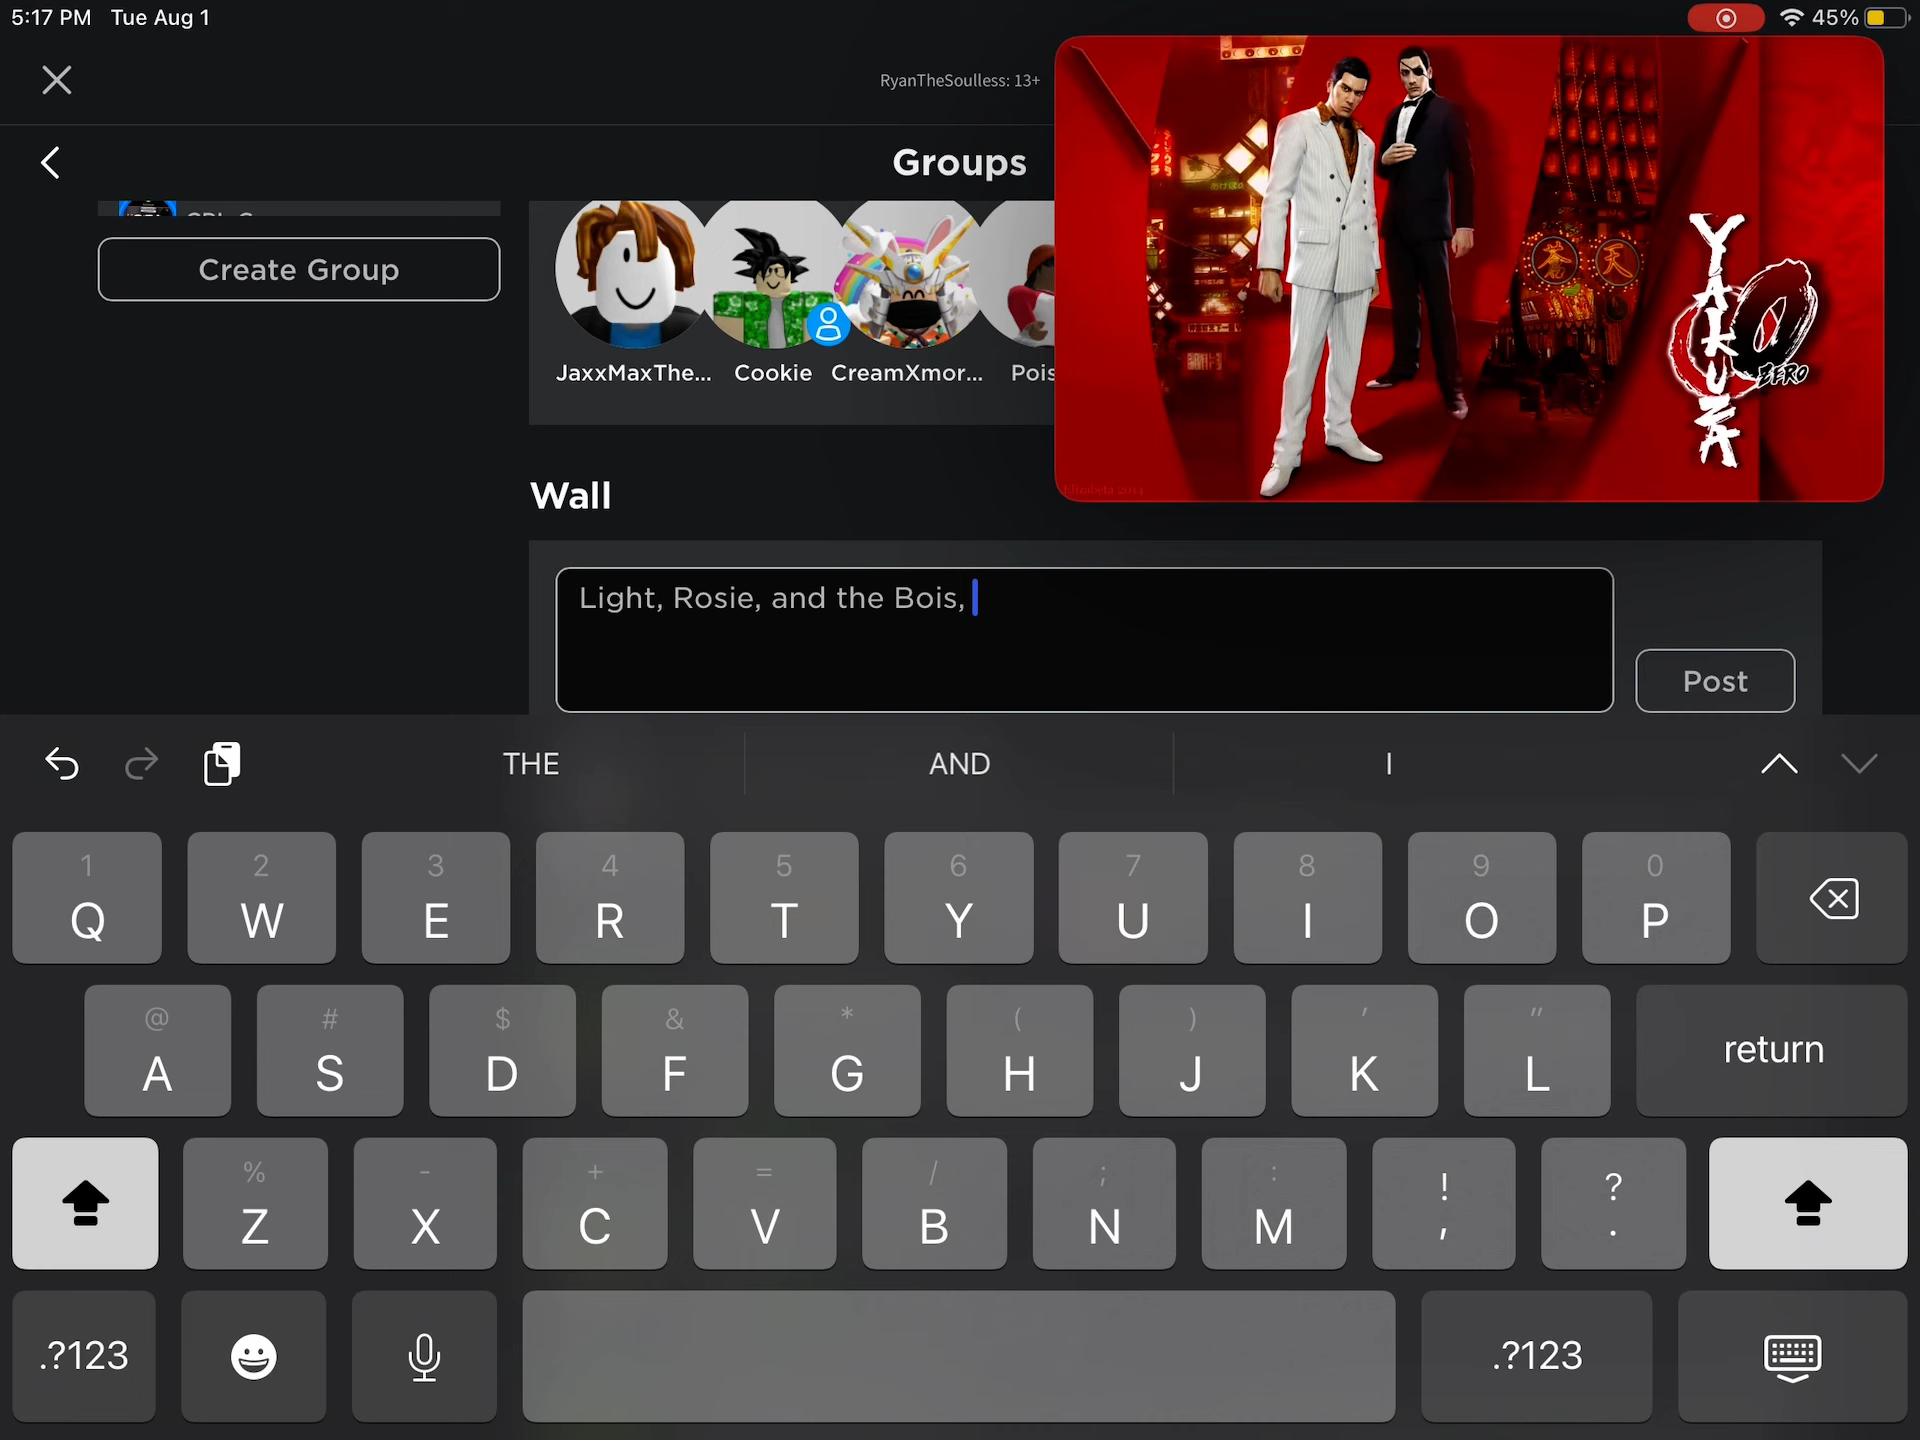 5:17 PM Tue Aug 1
45%
RyanTheSoulless: 13+
Groups
Create Group
JaxxMaxThe...
Cookie
CreamXmor...
Pois
YAKUZA
0
ZERO
Wall
Light, Rosie, and the Bois,
Post
THE
AND
I
1 2 3 4 5 6 7 8 9 0
Q W E R T Y U I O P
@ # $ & * ( ) ' "
A S D F G H J K L return
% - + = / ; : ! ?
Z X C V B N M , .
.?123 .?123